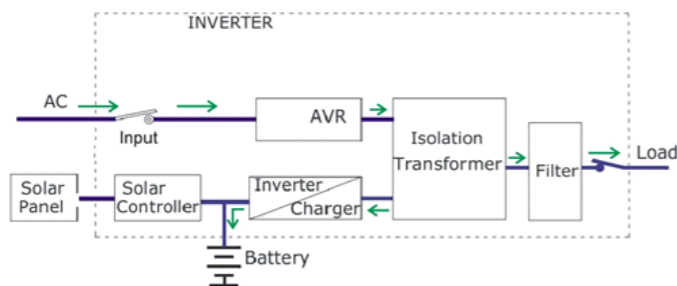 INVERTER
AC
Input
AVR
Isolation
Transformer
Filter
Load
Solar
Panel
Solar
Controller
Inverter
Charger
Battery